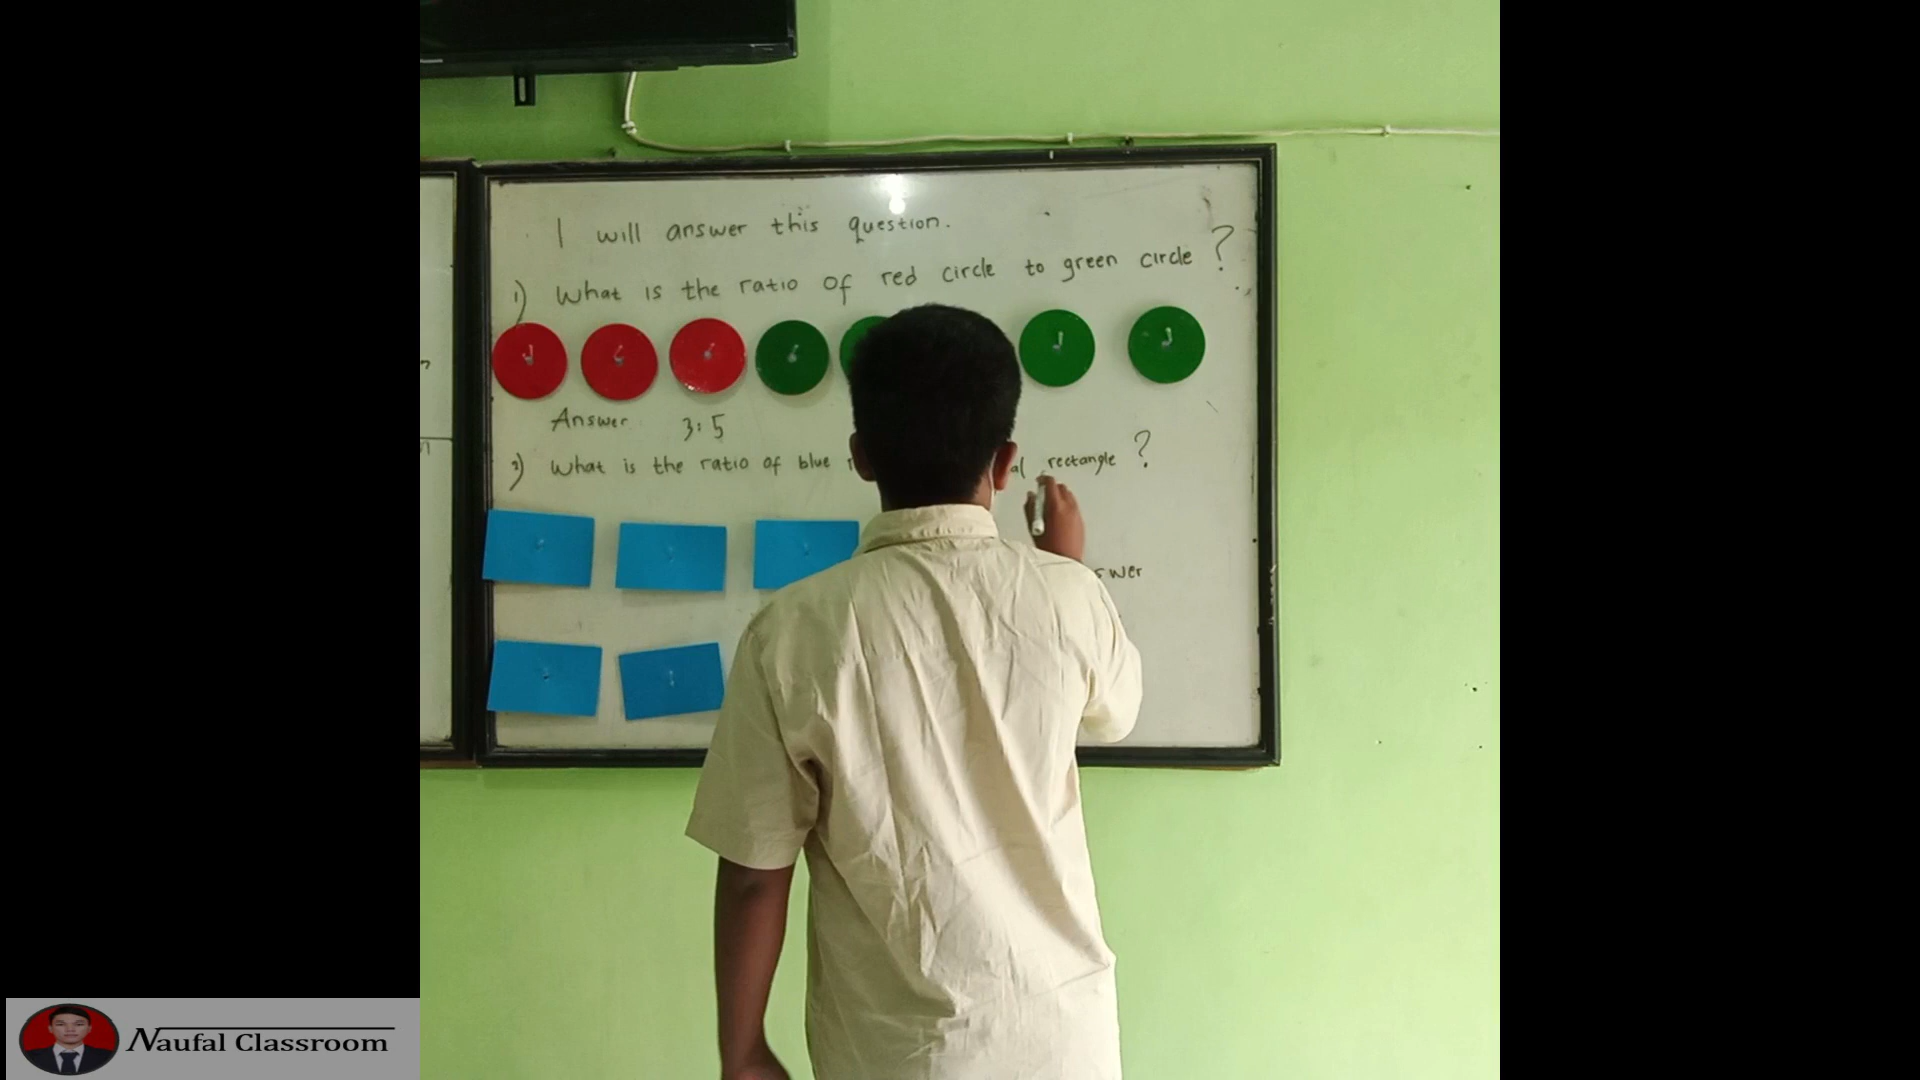 I will answer this question.
1) What is the ratio of red circle to green circle ?
Answer 3:5
2) What is the ratio of blue rectangle ?
Naufal Classroom